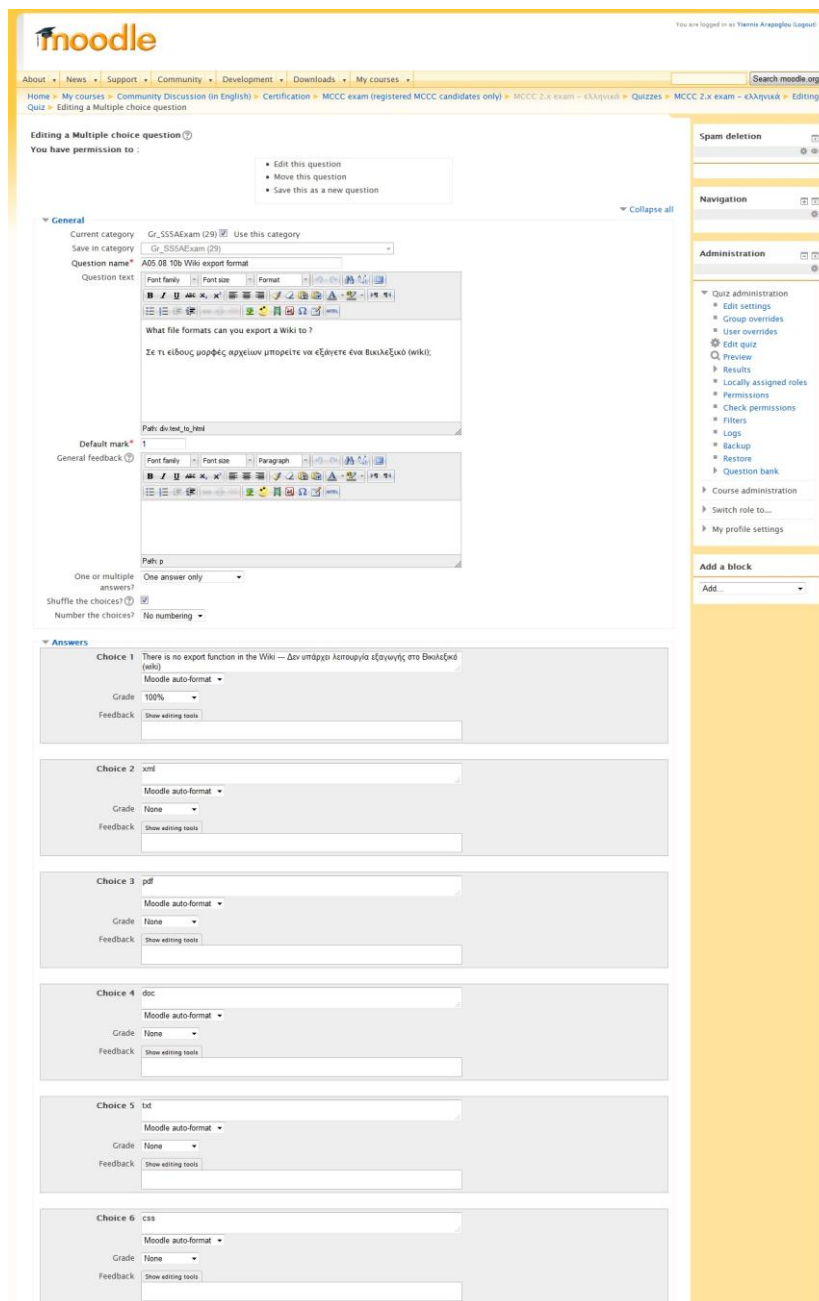 You are logged in as Yiannis Arapoglou (Logout)
moodle
About News Support Community Development Downloads My courses Search moodle.org
Home ► My courses ► Community Discussion (in English) ► Certification ► MCCC exam (registered MCCC candidates only) ► MCCC 2.x exam - ελληνικά ► Quizzes ► MCCC 2.x exam - ελληνικά ► Editing
Quiz ► Editing a Multiple choice question
Editing a Multiple choice question
You have permission to :
Edit this question
Move this question
Save this as a new question
Collapse all
General
Current category Gr_SS5AExam (29) Use this category
Save in category Gr_SS5AExam (29)
Question name* A05.08.10b Wiki export format
Question text
Font family Font size Format
What file formats can you export a Wiki to ?
Σε τι είδους μορφές αρχείων μπορείτε να εξάγετε ένα Βικιλεξικό (wiki);
Path: div.text_to_html
Default mark* 1
General feedback
Font family Font size Paragraph
Path: p
One or multiple answers? One answer only
Shuffle the choices?
Number the choices? No numbering
Answers
Choice 1 There is no export function in the Wiki --- Δεν υπάρχει λειτουργία εξαγωγής στο Βικιλεξικό
(wiki)
Moodle auto-format
Grade 100%
Feedback Show editing tools
Choice 2 xml
Moodle auto-format
Grade None
Feedback Show editing tools
Choice 3 pdf
Moodle auto-format
Grade None
Feedback Show editing tools
Choice 4 doc
Moodle auto-format
Grade None
Feedback Show editing tools
Choice 5 txt
Moodle auto-format
Grade None
Feedback Show editing tools
Choice 6 css
Moodle auto-format
Grade None
Feedback Show editing tools
Spam deletion
Navigation
Administration
Quiz administration
Edit settings
Group overrides
User overrides
Edit quiz
Preview
Results
Locally assigned roles
Permissions
Check permissions
Filters
Logs
Backup
Restore
Question bank
Course administration
Switch role to...
My profile settings
Add a block
Add...